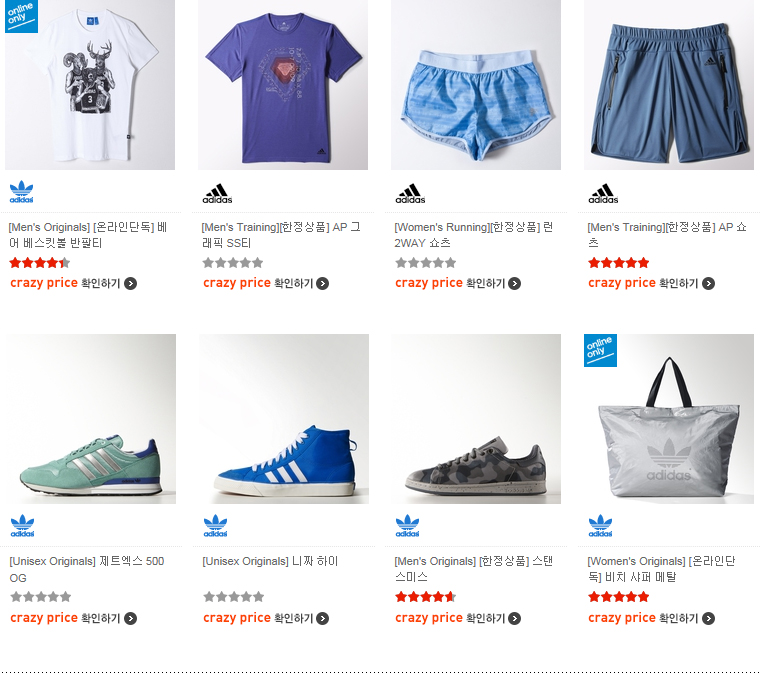 online
only
adidas
adidas
adidas
adidas
[Men's Originals] [온라인단독] 베
어 베스킷볼 반팔티
[Men's Training][한정상품] AP 그
래픽 SS티
[Women's Running][한정상품] 런
2WAY 쇼츠
[Men's Training][한정상품] AP 쇼
츠
crazy price 확인하기
crazy price 확인하기
crazy price 확인하기
crazy price 확인하기
online
only
adidas
adidas
adidas
adidas
adidas
[Unisex Originals] 제트엑스 500
OG
[Unisex Originals] 니짜 하이
[Men's Originals] [한정상품] 스탠
스미스
[Women's Originals] [온라인단
독] 비치 샤퍼 메탈
crazy price 확인하기
crazy price 확인하기
crazy price 확인하기
crazy price 확인하기